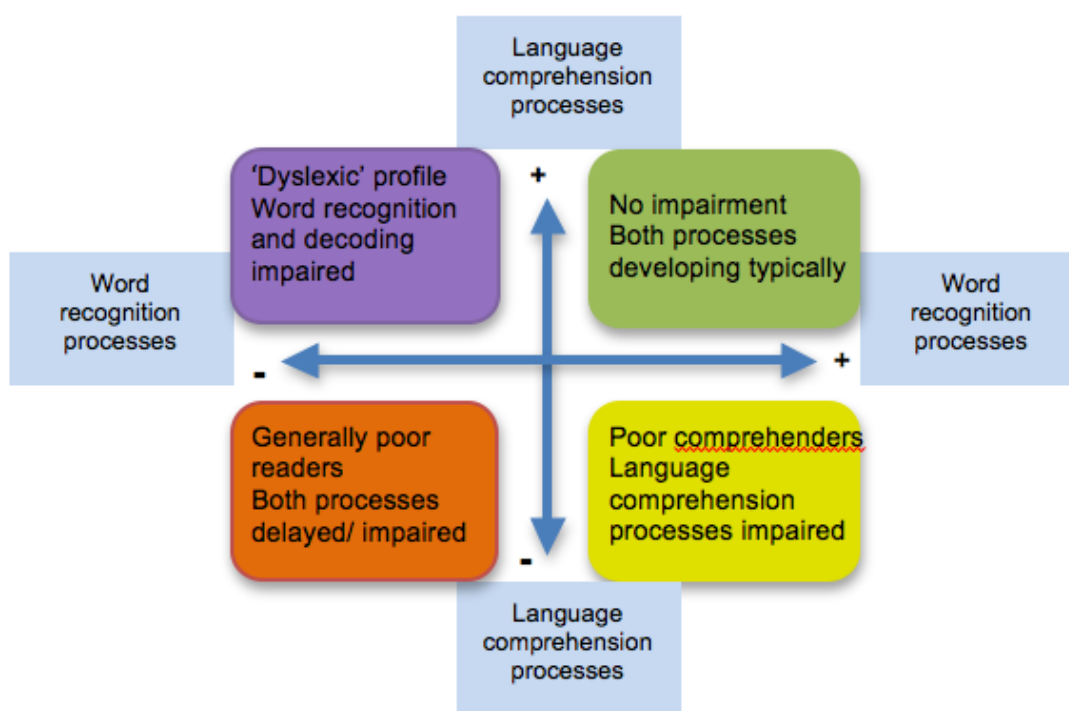 Language
comprehension
processes
+
‘Dyslexic’ profile
Word recognition
and decoding
impaired
No impairment
Both processes
developing typically
Word
recognition
processes
Word
recognition
processes
-
+
Generally poor
readers
Both processes
delayed/ impaired
Poor comprehenders
Language
comprehension
processes impaired
-
Language
comprehension
processes